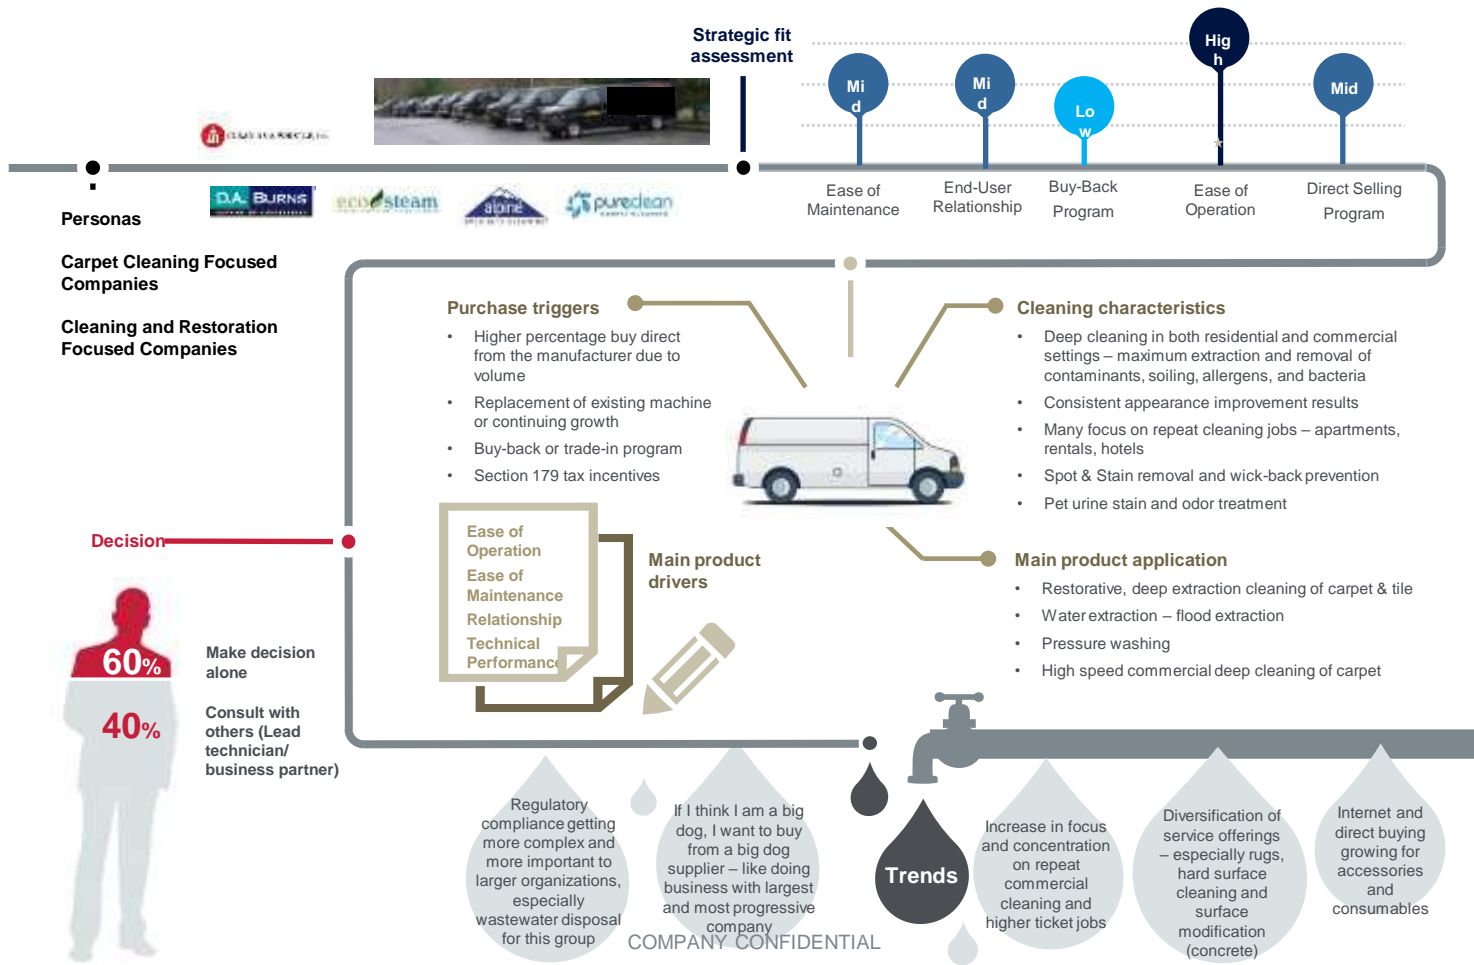 Strategic fit
assessment
Hig
h
Mi
d
Mi
d
Lo
w
Mid
Ease of
Maintenance
End-User
Relationship
Buy-Back
Program
Ease of
Operation
Direct Selling
Program
D.A. BURNS
ecosteam
alpine
pureclean
Personas
Carpet Cleaning Focused
Companies
Cleaning and Restoration
Focused Companies
Purchase triggers
• Higher percentage buy direct
from the manufacturer due to
volume
• Replacement of existing machine
or continuing growth
• Buy-back or trade-in program
• Section 179 tax incentives
Cleaning characteristics
• Deep cleaning in both residential and commercial
settings – maximum extraction and removal of
contaminants, soiling, allergens, and bacteria
• Consistent appearance improvement results
• Many focus on repeat cleaning jobs – apartments,
rentals, hotels
• Spot & Stain removal and wick-back prevention
• Pet urine stain and odor treatment
Decision
60%
Make decision
alone
40%
Consult with
others (Lead
technician/
business partner)
Ease of
Operation
Ease of
Maintenance
Relationship
Technical
Performance
Main product
drivers
Main product application
• Restorative, deep extraction cleaning of carpet & tile
• Water extraction – flood extraction
• Pressure washing
• High speed commercial deep cleaning of carpet
Regulatory
compliance getting
more complex and
more important to
larger organizations,
especially
wastewater disposal
for this group
If I think I am a big
dog, I want to buy
from a big dog
supplier – like doing
business with largest
and most progressive
company
Trends
Increase in focus
and concentration
on repeat
commercial
cleaning and
higher ticket jobs
Diversification of
service offerings
– especially rugs,
hard surface
cleaning and
surface
modification
(concrete)
Internet and
direct buying
growing for
accessories
and
consumables
COMPANY CONFIDENTIAL